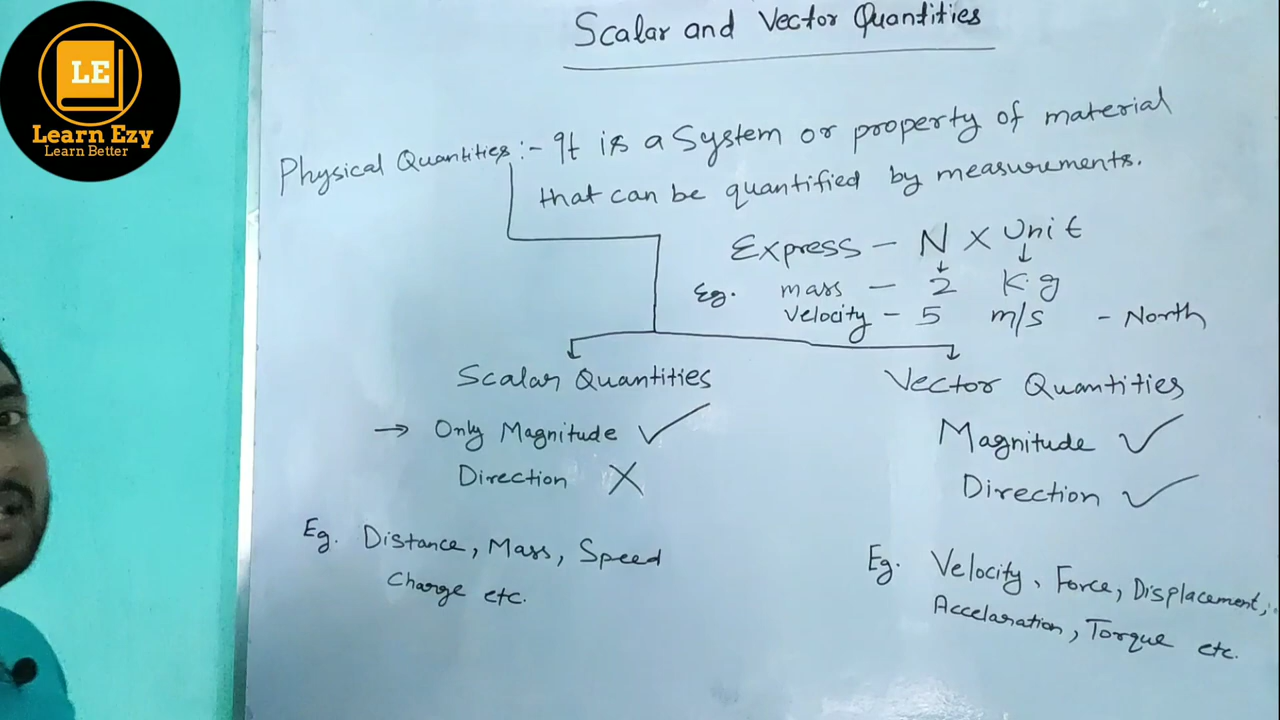 LE
Learn Ezy
Learn Better
Scalar and Vector Quantities
Physical Quantities :- It is a System or property of material
that can be quantified by measurements.
Express - N X Unit
Eg. mass - 2 K.g
Velocity - 5 m/s - North
Scalar Quantities
→ Only Magnitude ✓
Direction X
Eg. Distance, Mass, Speed
Charge etc.
Vector Quantities
Magnitude ✓
Direction ✓
Eg. Velocity, Force, Displacement,
Accelaration, Torque etc.